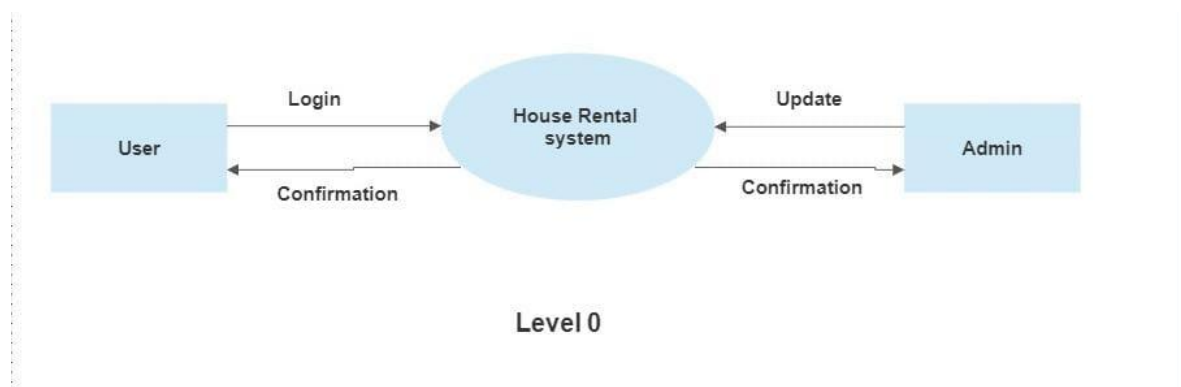 Login
House Rental
system
Update
User
Admin
Confirmation
Confirmation
Level 0